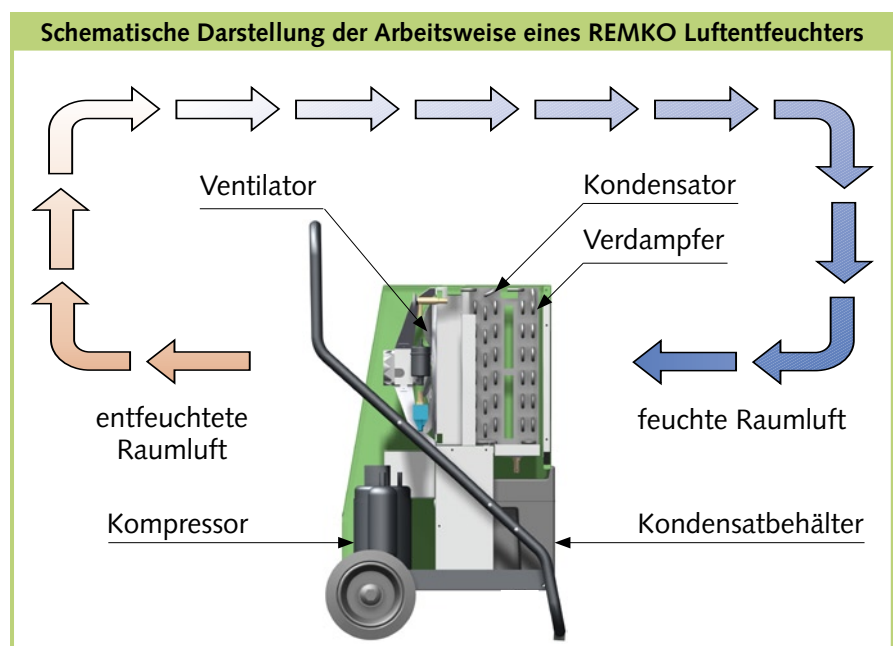 Schematische Darstellung der Arbeitsweise eines REMKO Luftentfeuchters
Ventilator
Kondensator
Verdampfer
entfeuchtete
Raumluft
feuchte Raumluft
Kompressor
Kondensatbehälter